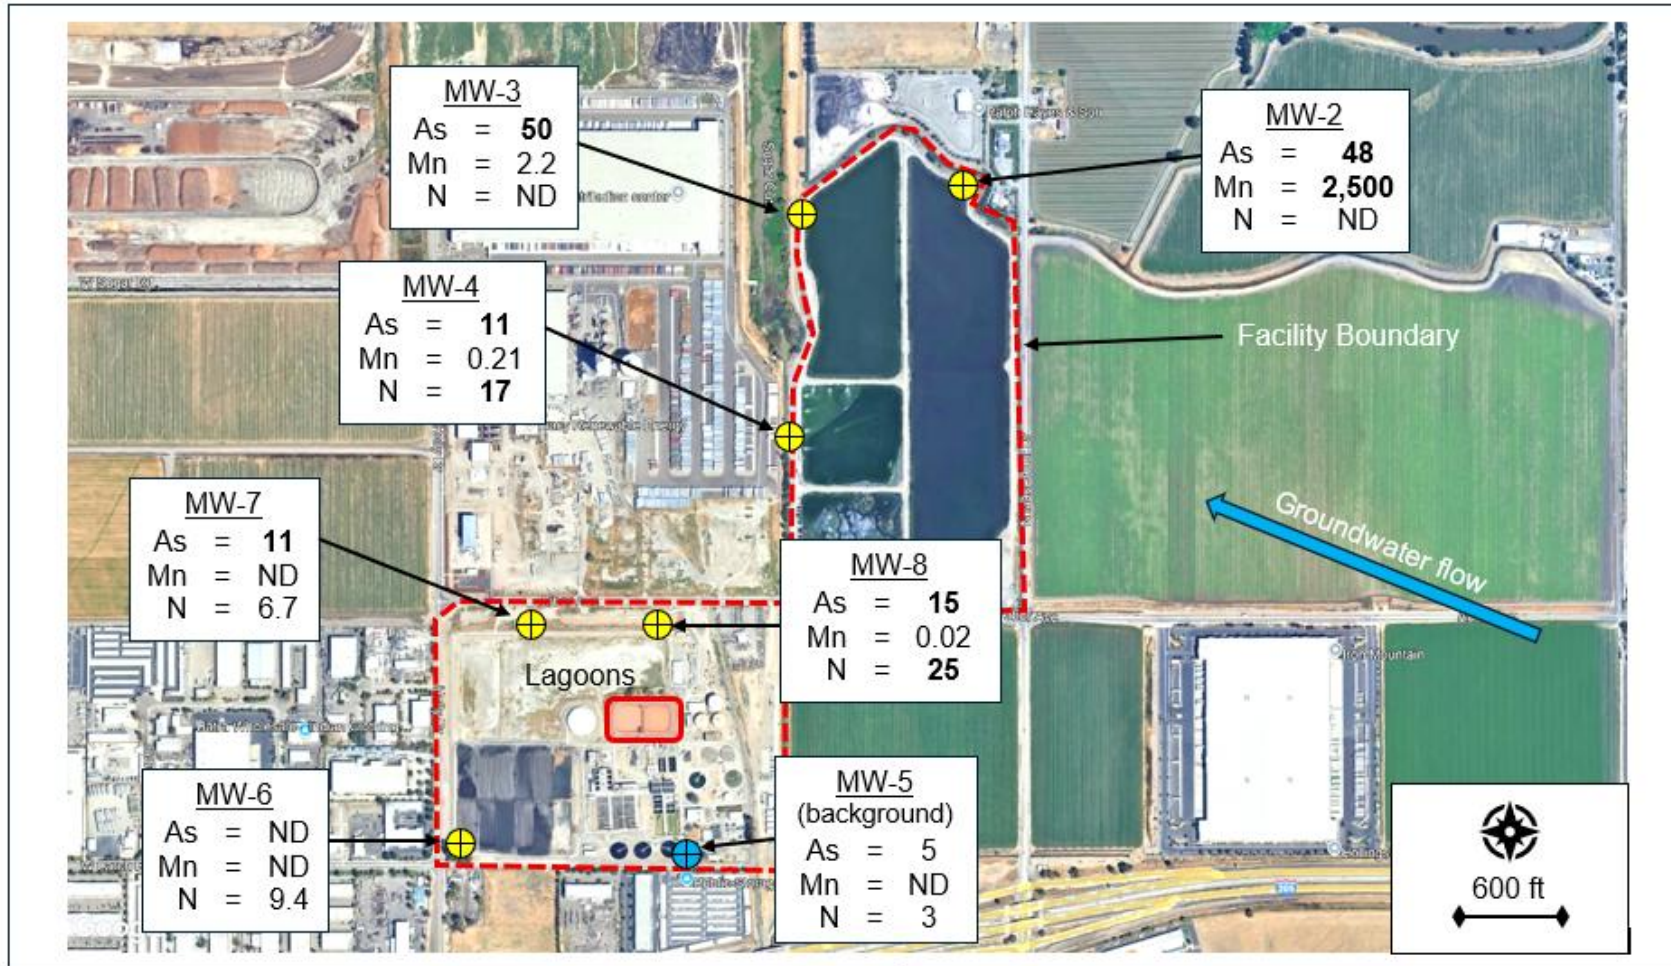 MW-3
As = 50
Mn = 2.2
N = ND
MW-2
As = 48
Mn = 2,500
N = ND
MW-4
As = 11
Mn = 0.21
N = 17
Facility Boundary
MW-7
As = 11
Mn = ND
N = 6.7
MW-8
As = 15
Mn = 0.02
N = 25
Groundwater flow
Lagoons
Iron Mountain
MW-6
As = ND
Mn = ND
N = 9.4
MW-5
(background)
As = 5
Mn = ND
N = 3
205
600 ft